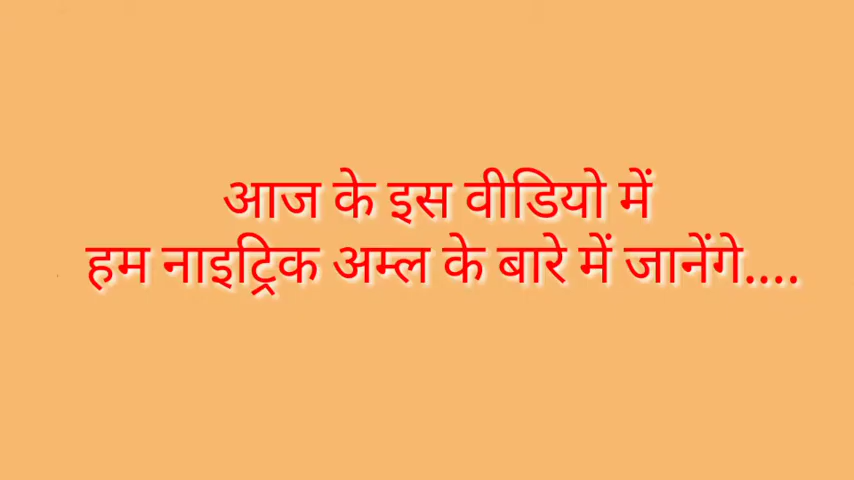 आज के इस वीडियो में
हम नाइट्रिक अम्ल के बारे में जानेंगे....